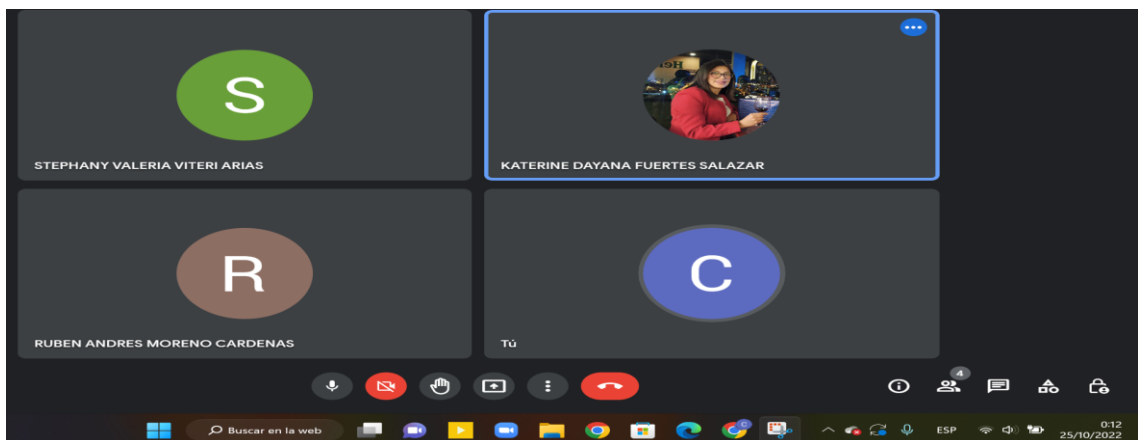 S
STEPHANY VALERIA VITERI ARIAS
KATERINE DAYANA FUERTES SALAZAR
R
RUBEN ANDRES MORENO CARDENAS
C
Tú
4
Buscar en la web
ESP
0:12
25/10/2022